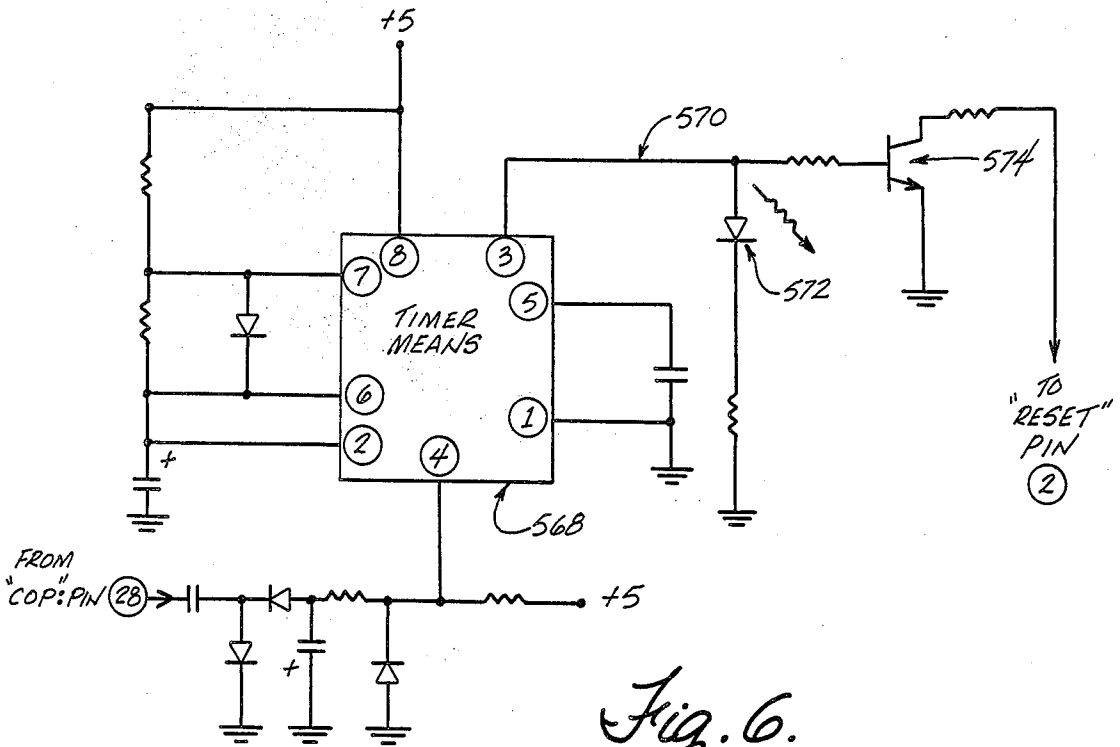 +5
570
574
8
3
7
5
572
TIMER
MEANS
6
1
2
4
+
TO
"RESET"
PIN
2
568
FROM
"COP":PIN 28
+5
+
Fig. 6.